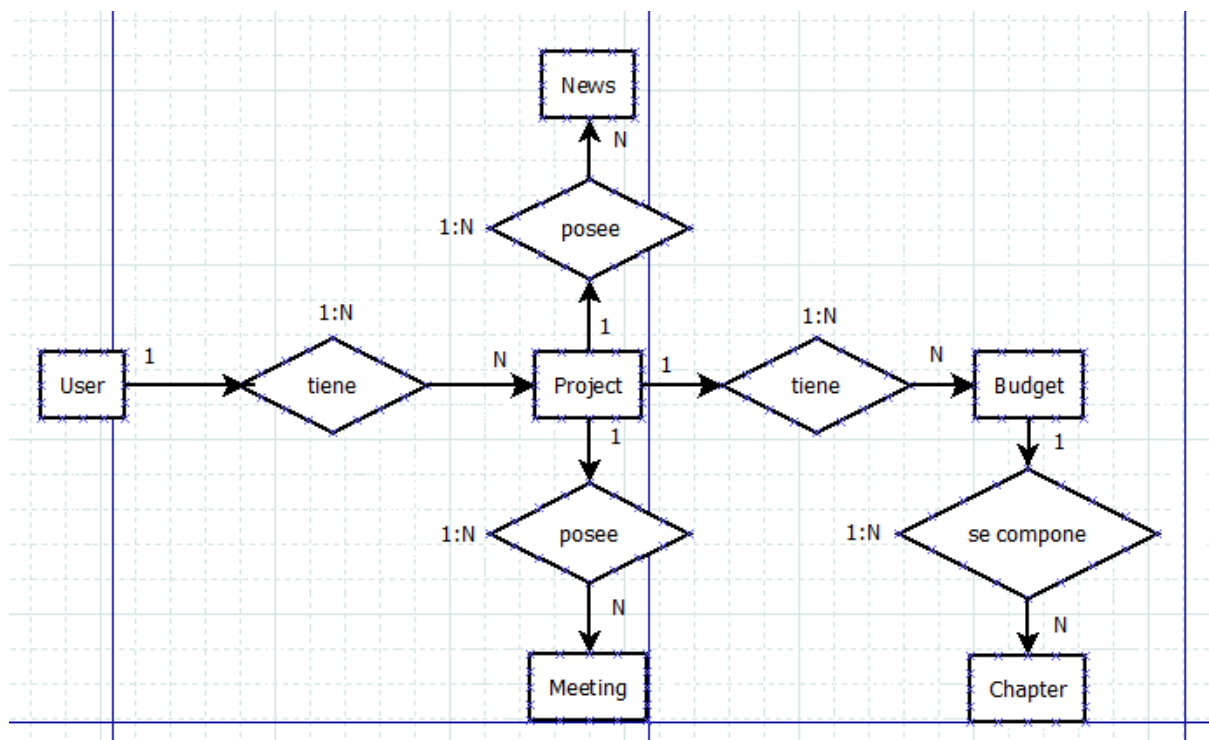 News
N
1:N
posee
1
1:N
1:N
User
1
tiene
N
Project
1
tiene
N
Budget
1
1
1:N
posee
1:N
se compone
N
N
Meeting
Chapter